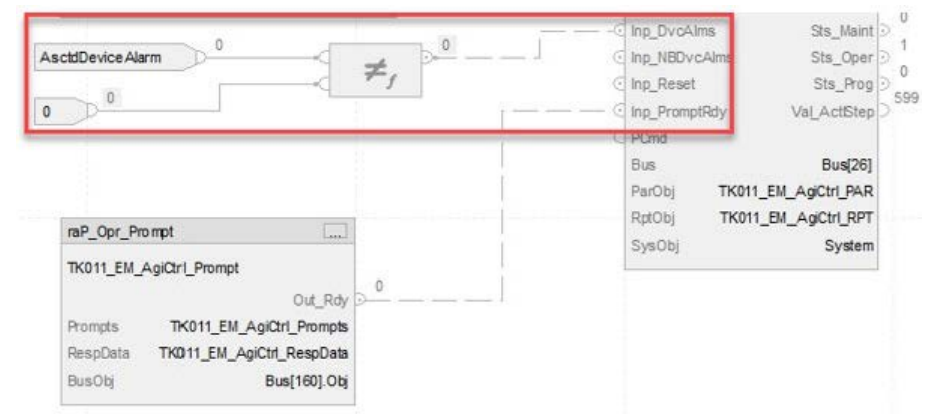 0
Inp_DvcAlms Sts_Maint
AsctdDeviceAlarm 0 0 1
Inp_NBDvcAlms Sts_Oper
≠f 0
Inp_Reset Sts_Prog
599
0 0 Inp_PromptRdy Val_ActlStep
PCmd
Bus Bus[26]
ParObj TK011_EM_AgiCtrl_PAR
RptObj TK011_EM_AgiCtrl_RPT
SysObj System
raP_Opr_Prompt ...
TK011_EM_AgiCtrl_Prompt
Out_Rdy 0
Prompts TK011_EM_AgiCtrl_Prompts
RespData TK011_EM_AgiCtrl_RespData
BusObj Bus[160].Obj